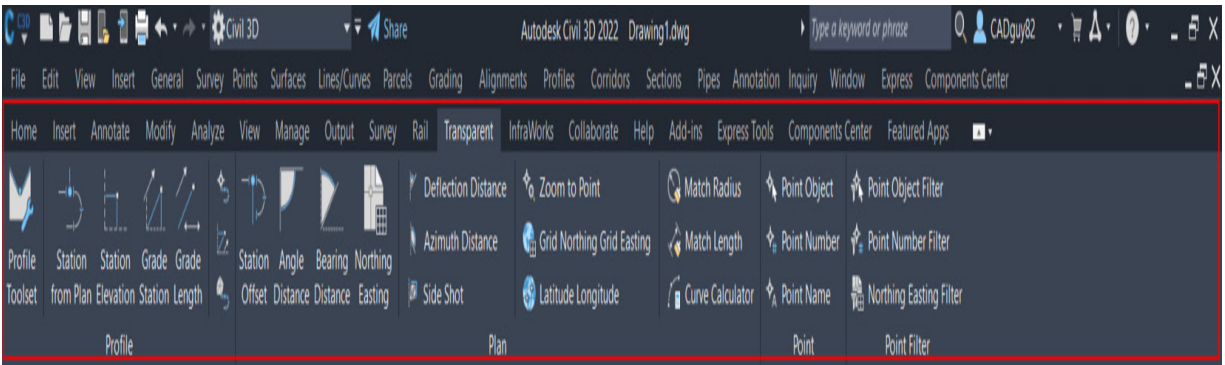 C3D Civil 3D Share Autodesk Civil 3D 2022 Drawing1.dwg Type a keyword or phrase CADguy82
File Edit View Insert General Survey Points Surfaces Lines/Curves Parcels Grading Alignments Profiles Corridors Sections Pipes Annotation Inquiry Window Express Components Center
Home Insert Annotate Modify Analyze View Manage Output Survey Rail Transparent InfraWorks Collaborate Help Add-ins Express Tools Components Center Featured Apps
Profile Toolset
Station from Plan
Station Elevation
Grade Station
Grade Length
Profile
Station Offset
Angle Distance
Bearing Distance
Northing Easting
Deflection Distance
Azimuth Distance
Side Shot
Zoom to Point
Grid Northing Grid Easting
Latitude Longitude
Match Radius
Match Length
Curve Calculator
Plan
Point Object
Point Number
Point Name
Point
Point Object Filter
Point Number Filter
Northing Easting Filter
Point Filter